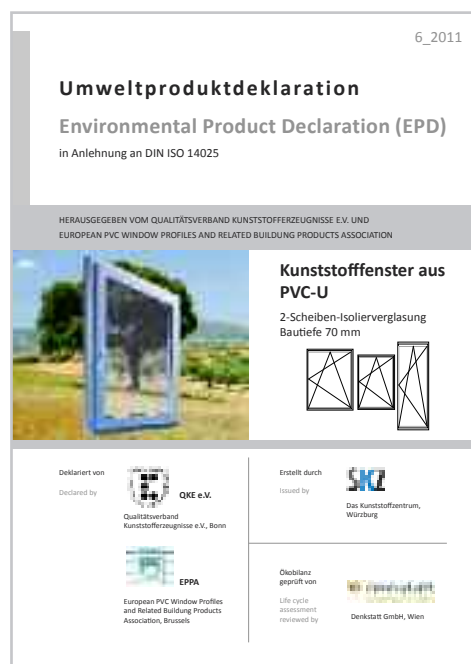 6_2011
Umweltproduktdeklaration
Environmental Product Declaration (EPD)
in Anlehnung an DIN ISO 14025
HERAUSGEGEBEN VOM QUALITÄTSVERBAND KUNSTSTOFFERZEUGNISSE E.V. UND
EUROPEAN PVC WINDOW PROFILES AND RELATED BUILDUNG PRODUCTS ASSOCIATION
Kunststofffenster aus
PVC-U
2-Scheiben-Isolierverglasung
Bautiefe 70 mm
Deklariert von
Declared by
QKE e.V.
Qualitätsverband
Kunststofferzeugnisse e.V., Bonn
EPPA
European PVC Window Profiles
and Related Buildung Products
Association, Brussels
Erstellt durch
Issued by
SKZ
Das Kunststoffzentrum,
Würzburg
Ökobilanz
geprüft von
Life cycle
assessment
reviewed by
Denkstatt GmbH, Wien